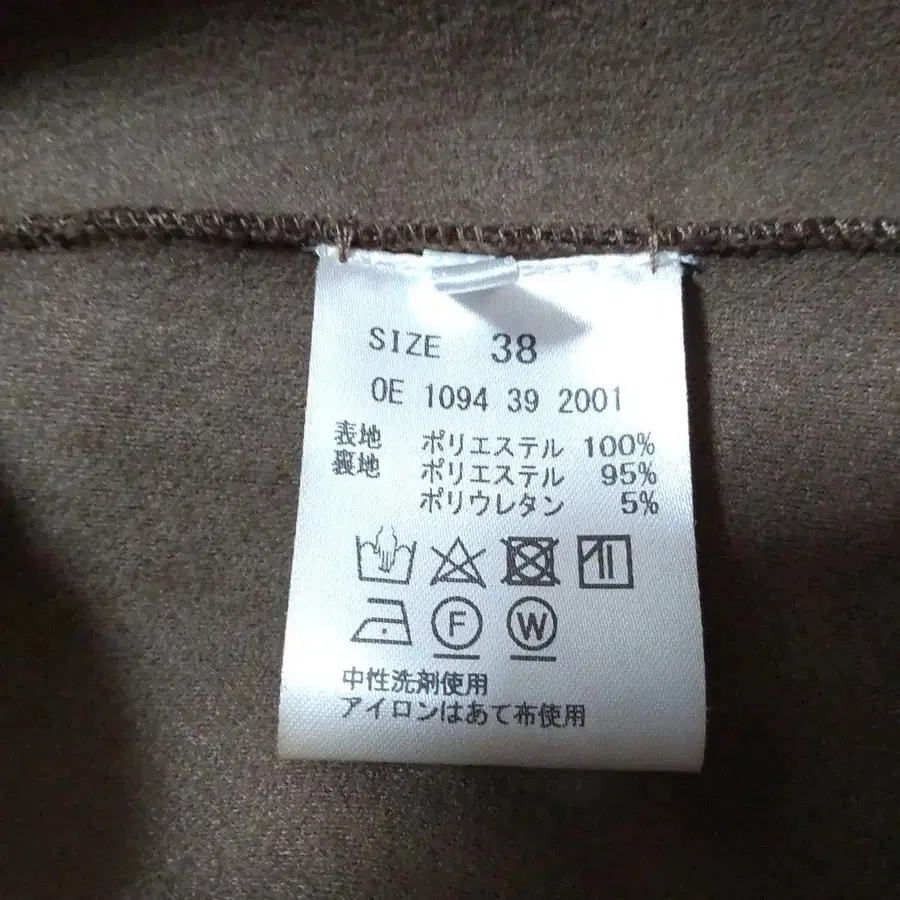 SIZE 38
OE 1094 39 2001
表地 ポリエステル 100%
裏地 ポリエステル 95%
ポリウレタン 5%
F W
中性洗剤使用
アイロンはあて布使用